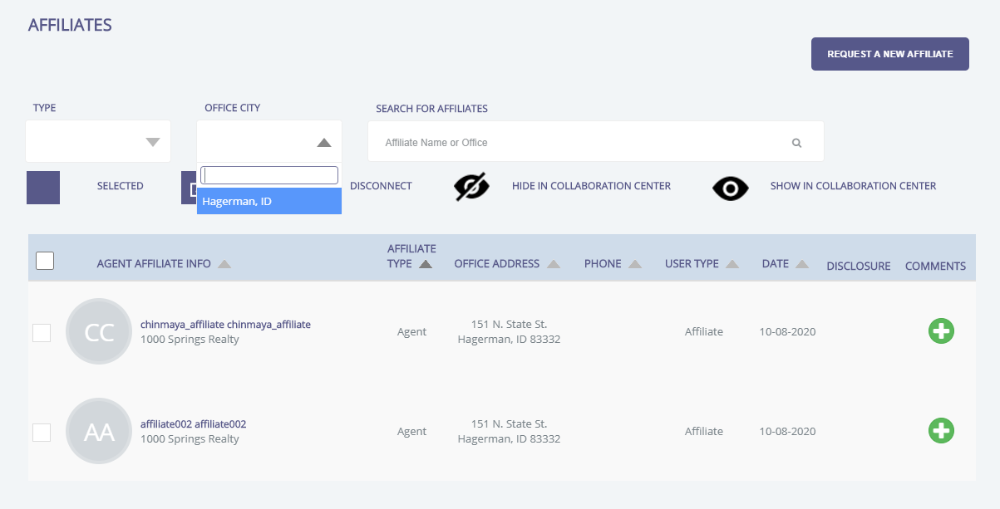 AFFILIATES
REQUEST A NEW AFFILIATE
TYPE
OFFICE CITY
SEARCH FOR AFFILIATES
Affiliate Name or Office
SELECTED
DISCONNECT
HIDE IN COLLABORATION CENTER
SHOW IN COLLABORATION CENTER
Hagerman, ID
AGENT AFFILIATE INFO
AFFILIATE
TYPE
OFFICE ADDRESS
PHONE
USER TYPE
DATE
DISCLOSURE
COMMENTS
CC
chinmaya_affiliate chinmaya_affiliate
1000 Springs Realty
Agent
151 N. State St.
Hagerman, ID 83332
Affiliate
10-08-2020
AA
affiliate002 affiliate002
1000 Springs Realty
Agent
151 N. State St.
Hagerman, ID 83332
Affiliate
10-08-2020